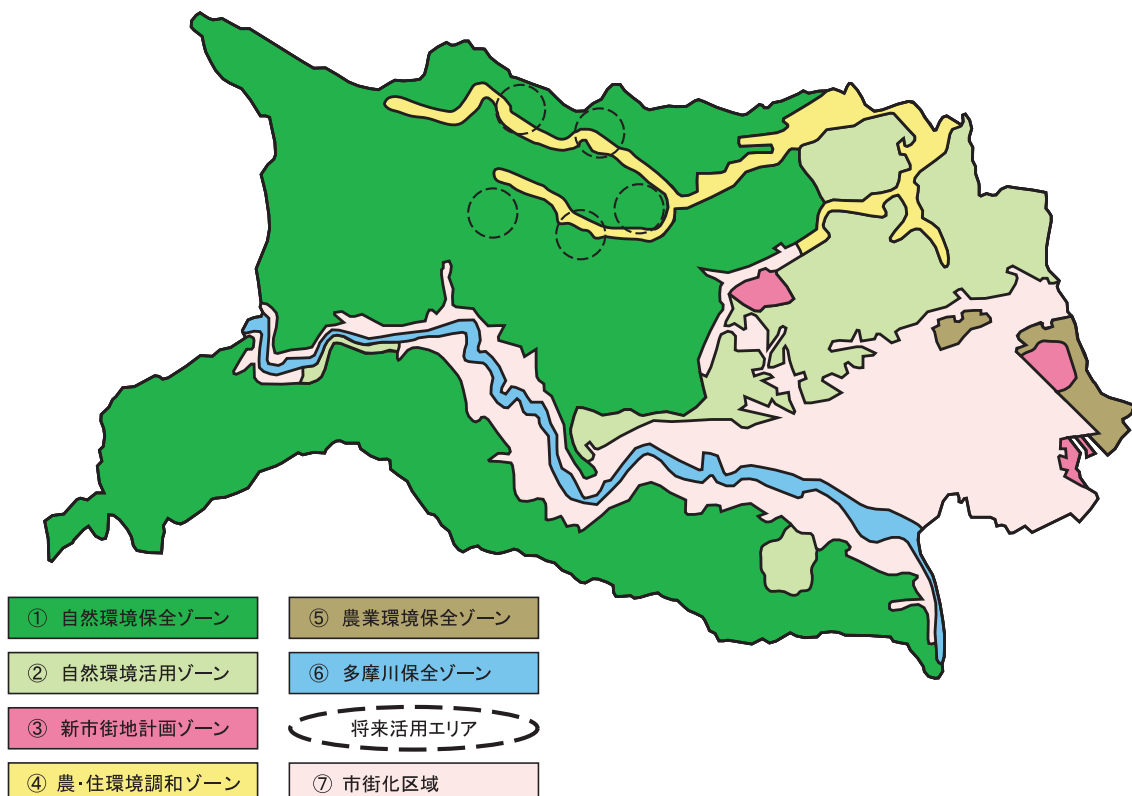 ① 自然環境保全ゾーン
② 自然環境活用ゾーン
③ 新市街地計画ゾーン
④ 農・住環境調和ゾーン
⑤ 農業環境保全ゾーン
⑥ 多摩川保全ゾーン
将来活用エリア
⑦ 市街化区域